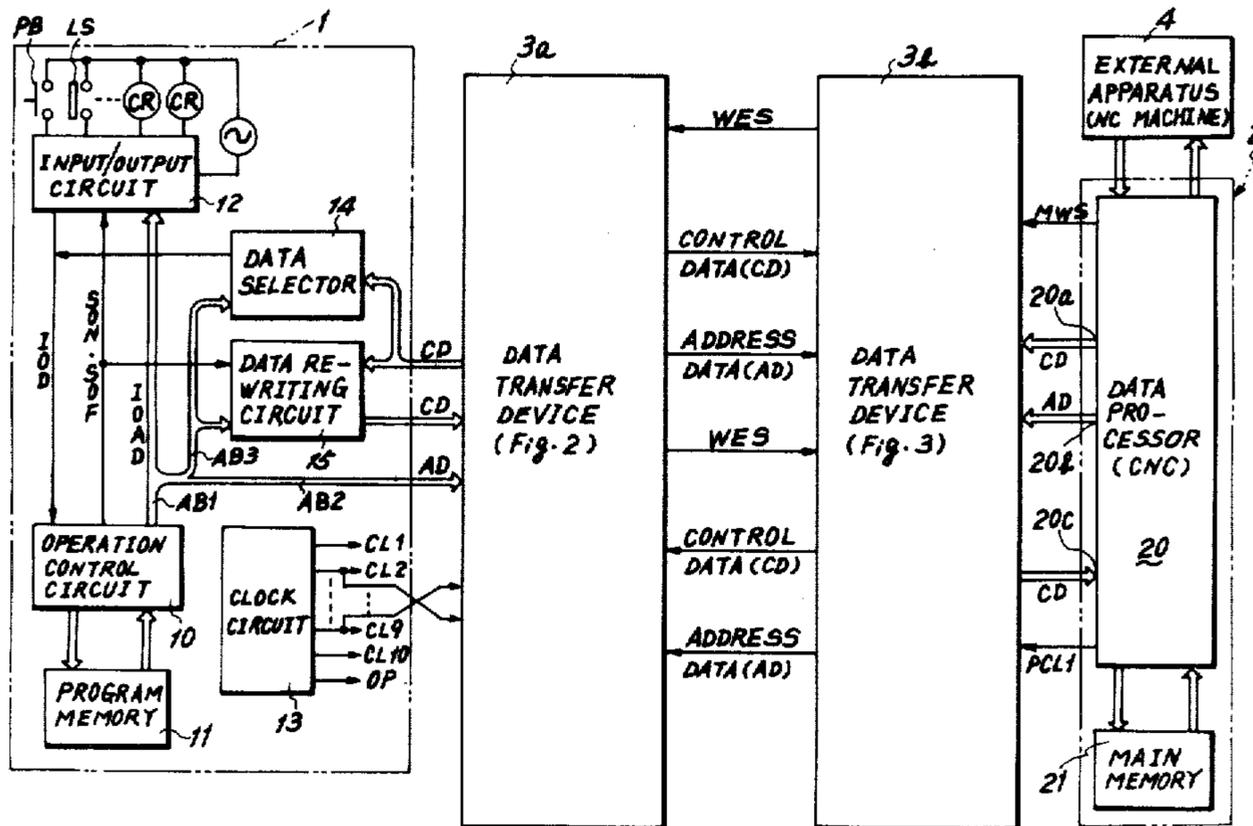 PB
LS
1
CR
CR
INPUT/OUTPUT
CIRCUIT
12
14
DATA
SELECTOR
IOD
SON·SOF
IOAD
DATA RE-
WRITING
CIRCUIT
15
CD
CD
AD
AB3
AB1
AB2
OPERATION
CONTROL
CIRCUIT
10
PROGRAM
MEMORY
11
CLOCK
CIRCUIT
13
CL1
CL2
CL9
CL10
OP
3a
DATA
TRANSFER
DEVICE
(Fig. 2)
WES
CONTROL
DATA(CD)
ADDRESS
DATA(AD)
WES
CONTROL
DATA(CD)
ADDRESS
DATA(AD)
3b
DATA
TRANSFER
DEVICE
(Fig. 3)
4
EXTERNAL
APPARATUS
(NC MACHINE)
2
MWS
20a
CD
AD
20b
20c
CD
PCL1
DATA
PRO-
CESSOR
(CNC)
20
21
MAIN
MEMORY